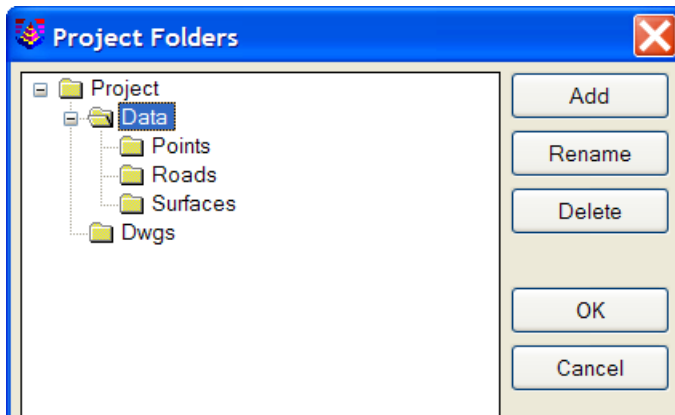 Project Folders
Project
Data
Points
Roads
Surfaces
Dwgs
Add
Rename
Delete
OK
Cancel